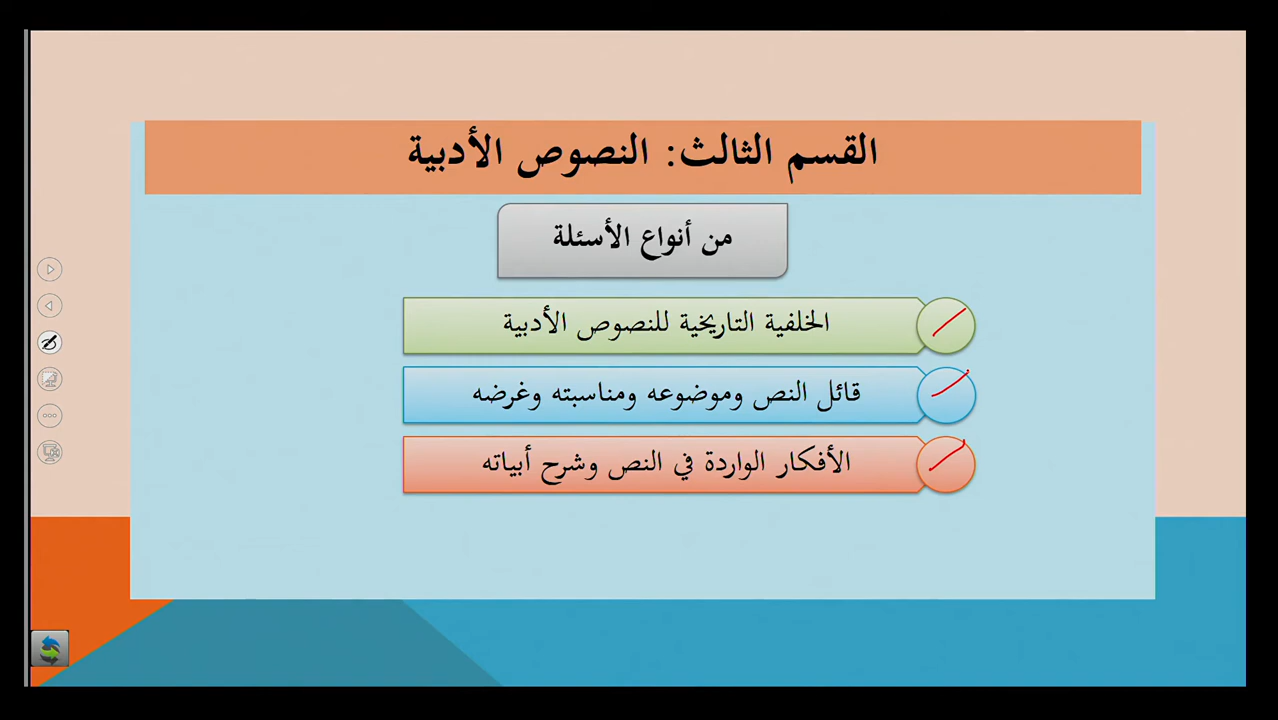 القسم الثالث: النصوص الأدبية
من أنواع الأسئلة
الخلفية التاريخية للنصوص الأدبية
قائل النص وموضوعه ومناسبته وغرضه
الأفكار الواردة في النص وشرح أبياته